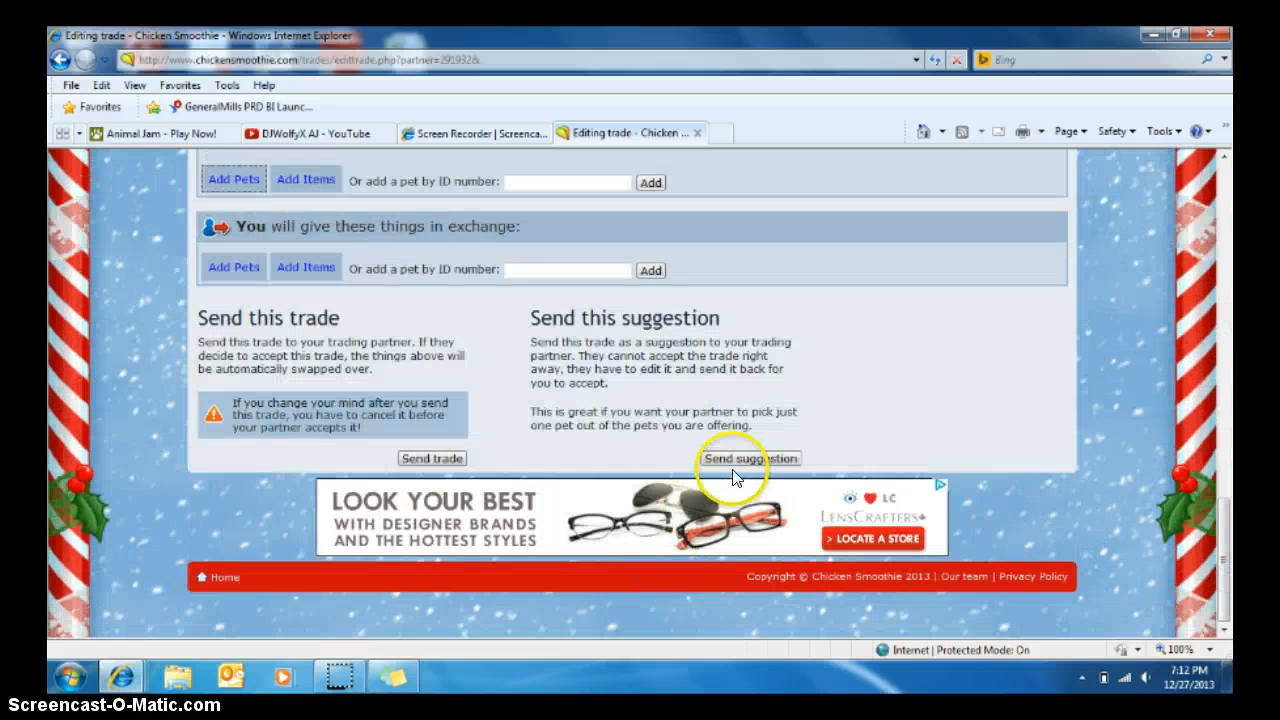 Editing trade - Chicken Smoothie - Windows Internet Explorer
http://www.chickensmoothie.com/trades/edittrade.php?partner=291932&
Bing
File Edit View Favorites Tools Help
Favorites GeneralMills PRD BI Launc...
Animal Jam - Play Now! DJWolfyX AJ - YouTube Screen Recorder | Screenca... Editing trade - Chicken ... Page Safety Tools
Add Pets Add Items Or add a pet by ID number: Add
You will give these things in exchange:
Add Pets Add Items Or add a pet by ID number: Add
Send this trade
Send this trade to your trading partner. If they
decide to accept this trade, the things above will
be automatically swapped over.
If you change your mind after you send
this trade, you have to cancel it before
your partner accepts it!
Send trade
Send this suggestion
Send this trade as a suggestion to your trading
partner. They cannot accept the trade right
away, they have to edit it and send it back for
you to accept.
This is great if you want your partner to pick just
one pet out of the pets you are offering.
Send suggestion
LOOK YOUR BEST
WITH DESIGNER BRANDS
AND THE HOTTEST STYLES
LC
LENSCRAFTERS
> LOCATE A STORE
Home
Copyright © Chicken Smoothie 2013 | Our team | Privacy Policy
Internet | Protected Mode: On
100%
7:12 PM
12/27/2013
Screencast-O-Matic.com